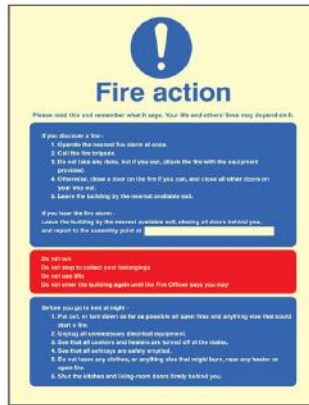 Fire action
Please read this and remember what it says. Your life and others' lives may depend on it.
If you discover a fire -
1. Operate the nearest fire alarm at once.
2. Call the fire brigade.
3. Do not take any risks, but if you can, attack the fire with the equipment
provided.
4. Otherwise, close a door on the fire if you can, and close all other doors on
your way out.
5. Leave the building by the nearest available exit.
If you hear the fire alarm -
Leave the building by the nearest available exit, closing all doors behind you,
and report to the assembly point at
Do not run
Do not stop to collect your belongings
Do not use lifts
Do not enter the building again until the Fire Officer says you may
Before you go to bed at night -
1. Put out, or turn down as far as possible all open fires and anything else that could
start a fire.
2. Unplug all unnecessary electrical equipment.
3. See that all cookers and heaters are turned off at the mains.
4. See that all ashtrays are safely emptied.
5. Do not leave any clothes, or anything else that might burn, near any heater or
open fire.
6. Shut the kitchen and living-room doors firmly behind you.